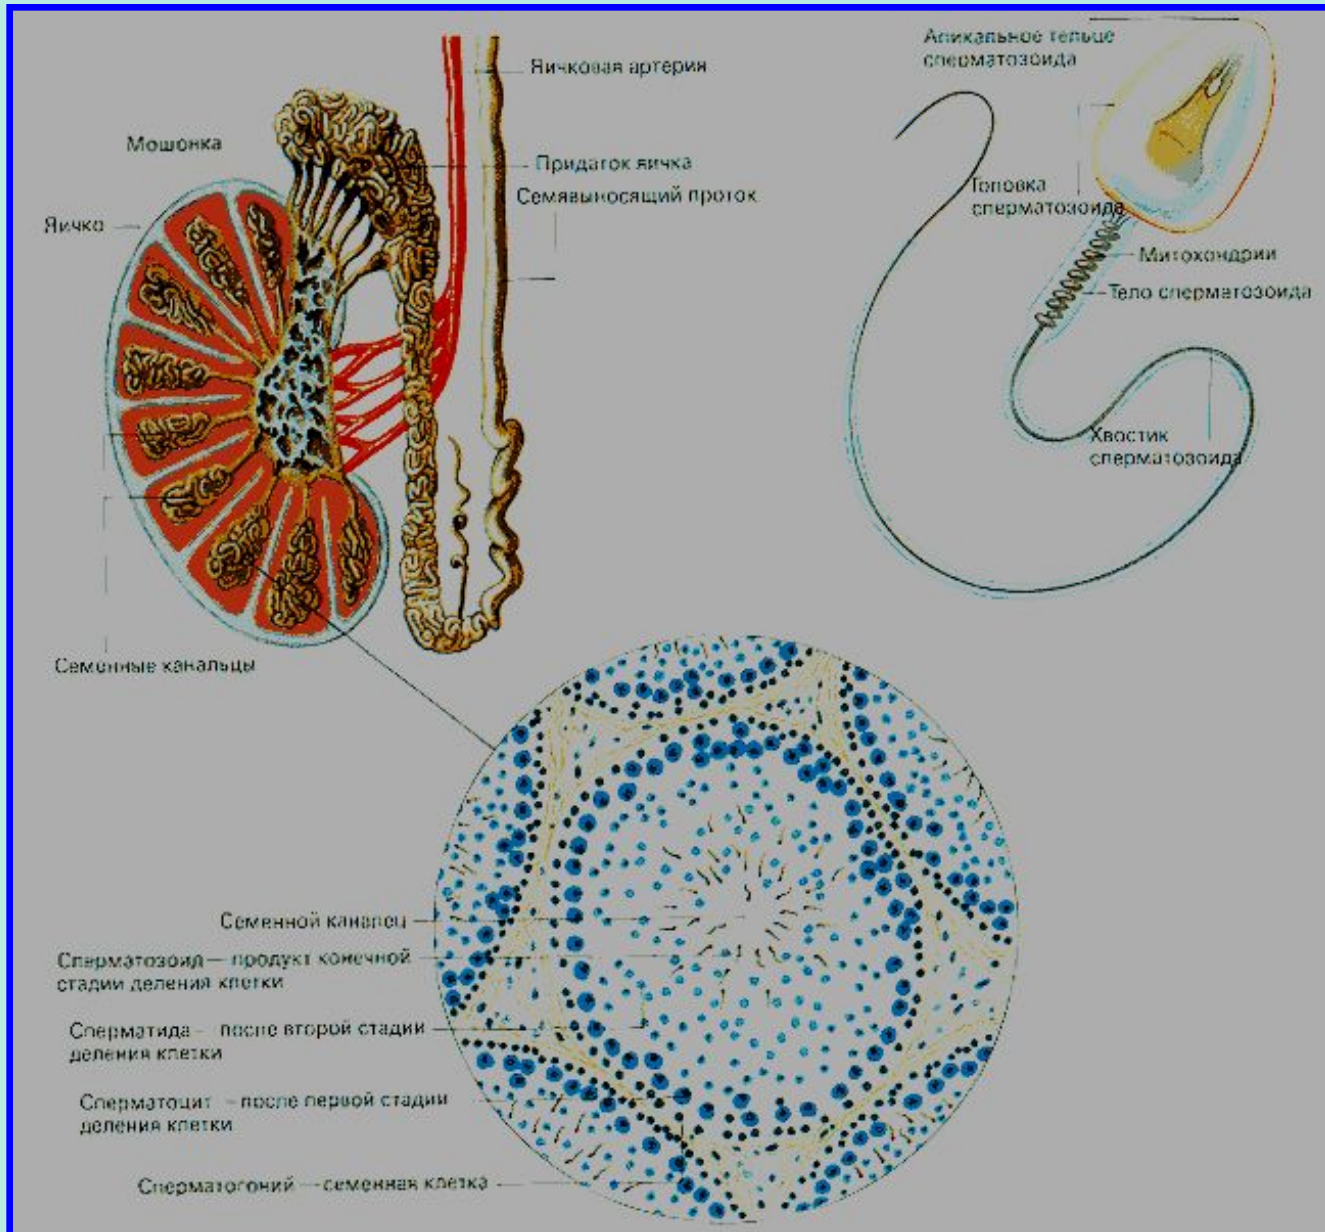 Яичковая артерия
Мошонка
Придаток яичка
Семявыносящий проток
Яичко
Семенные канальцы
Апикальное тельце
сперматозоида
Головка
сперматозоида
Митохондрии
Тело сперматозоида
Хвостик
сперматозоида
Семенной каналец
Сперматозоид — продукт конечной
стадии деления клетки
Сперматида - после второй стадии
деления клетки
Сперматоцит - после первой стадии
деления клетки
Сперматогоний — семенная клетка